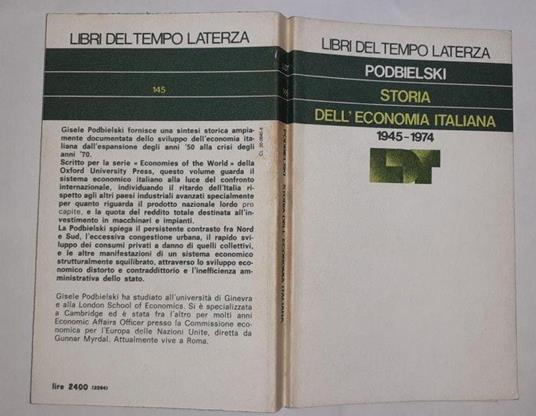 LIBRI DEL TEMPO LATERZA
145
Gisele Podbielski fornisce una sintesi storica ampia-
mente documentata dello sviluppo dell'economia ita-
liana dall'espansione degli anni '50 alla crisi degli
anni '70.
Scritto per la serie « Economies of the World » della
Oxford University Press, questo volume guarda il
sistema economico italiano alla luce del confronto
internazionale, individuando il ritardo dell'Italia ri-
spetto agli altri paesi industriali avanzati specialmente
per quanto riguarda il prodotto nazionale lordo pro
capite, e la quota del reddito totale destinata all'in-
vestimento in macchinari e impianti.
La Podbielski spiega il persistente contrasto fra Nord
e Sud, l'eccessiva congestione urbana, il rapido svi-
luppo dei consumi privati a danno di quelli collettivi,
e le altre manifestazioni di un sistema economico
strutturalmente squilibrato, attraverso lo sviluppo eco-
nomico distorto e contraddittorio e l'inefficienza am-
ministrativa dello stato.
Gisele Podbielski ha studiato all'università di Ginevra
e alla London School of Economics. Si è specializzata
a Cambridge ed è stata fra l'altro per molti anni
Economic Affairs Officer presso la Commissione eco-
nomica per l'Europa delle Nazioni Unite, diretta da
Gunnar Myrdal. Attualmente vive a Roma.
lire 2400 (2264)
PODBIELSKI STORIA DELL'ECONOMIA ITALIANA
LIBRI DEL TEMPO LATERZA
PODBIELSKI
STORIA
DELL'ECONOMIA ITALIANA
1945-1974